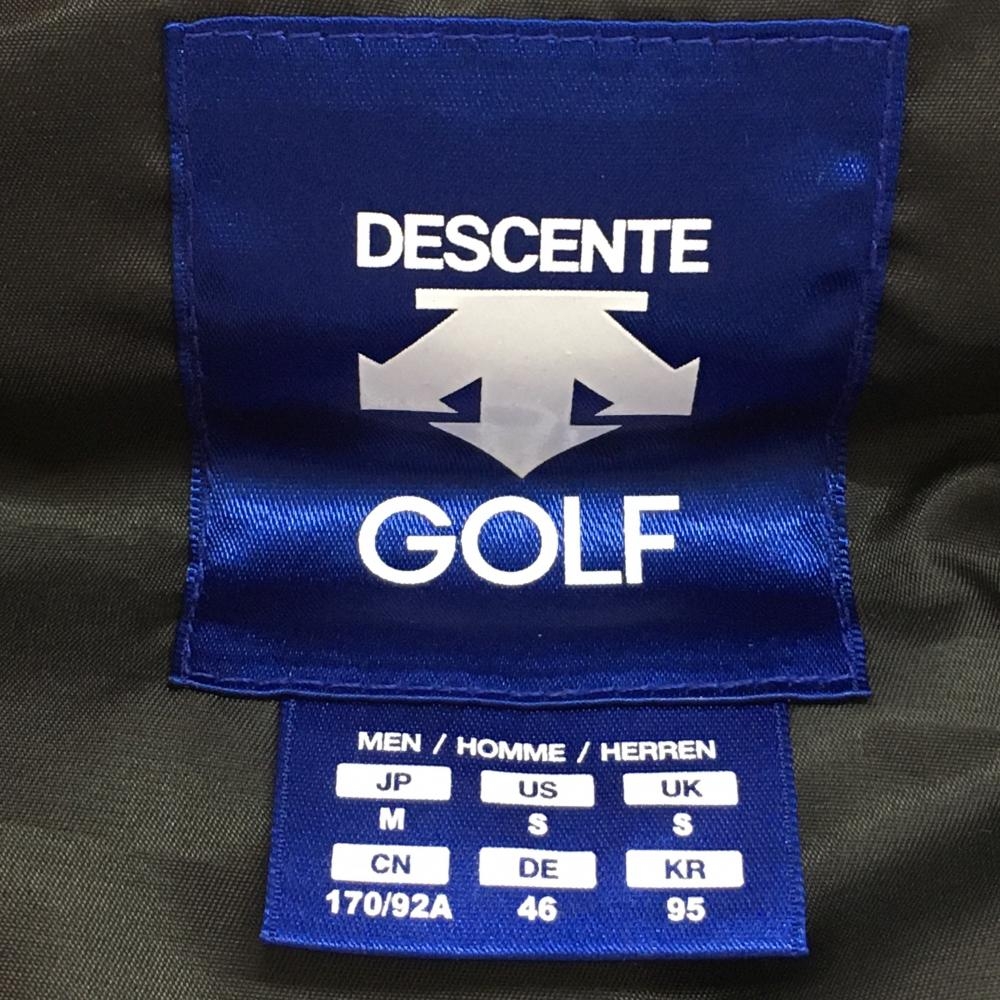 DESCENTE
GOLF
MEN / HOMME / HERREN
JP US UK
M S S
CN DE KR
170/92A 46 95